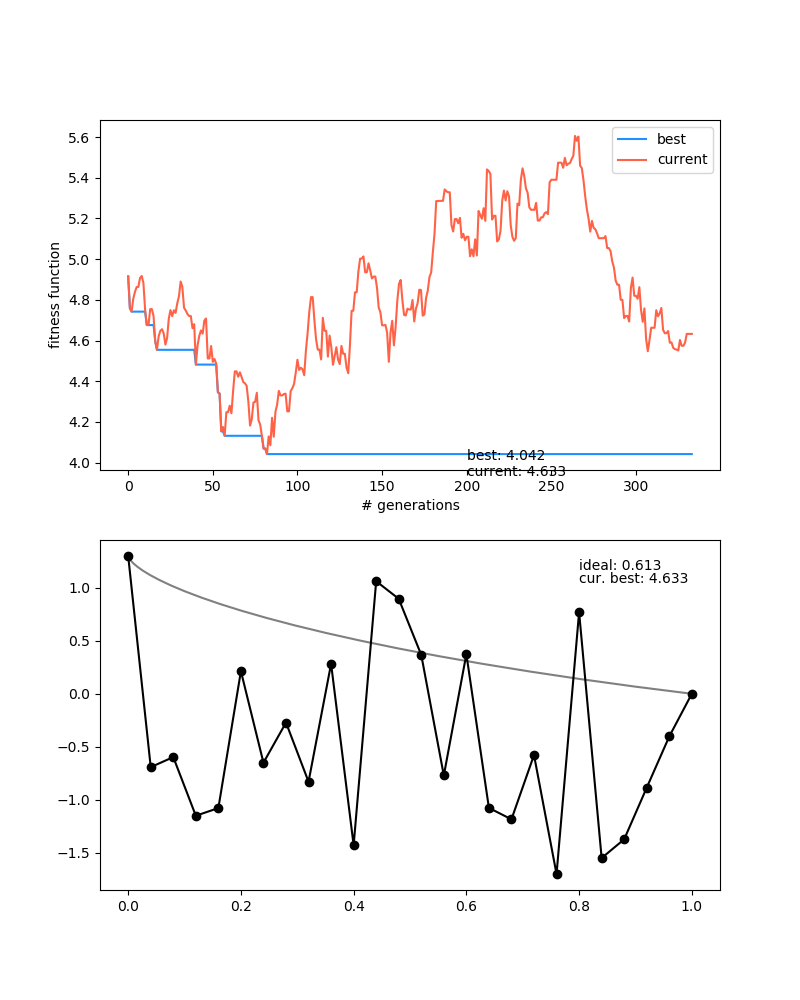 5.6
5.4
5.2
5.0
4.8
4.6
4.4
4.2
4.0
fitness function
best
current
best: 4.042
current: 4.633
0 50 100 150 200 250 300
# generations
ideal: 0.613
cur. best: 4.633
1.0
0.5
0.0
−0.5
−1.0
−1.5
0.0 0.2 0.4 0.6 0.8 1.0